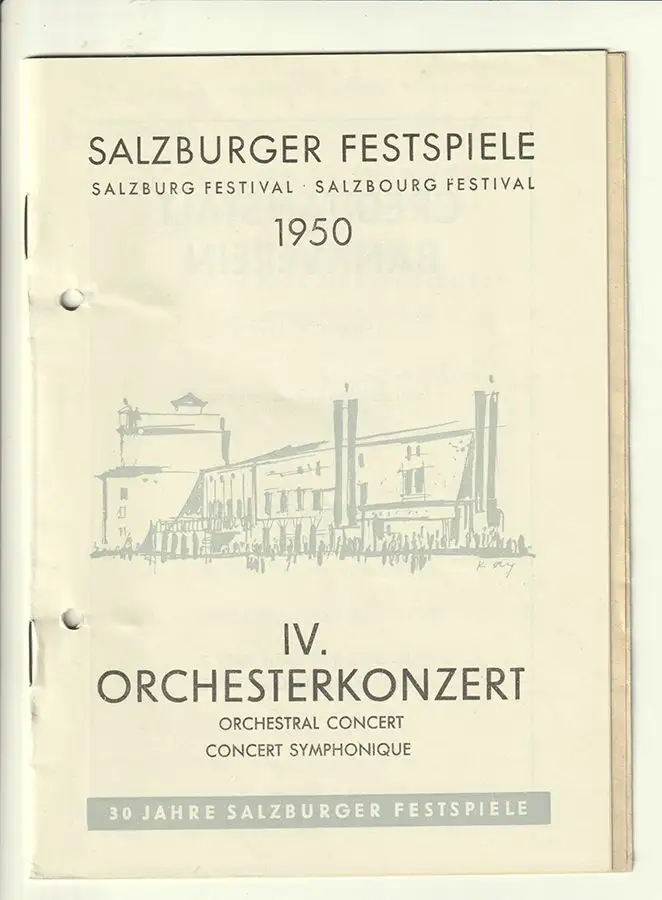 SALZBURGER FESTSPIELE
SALZBURG FESTIVAL · SALZBOURG FESTIVAL
1950
IV.
ORCHESTERKONZERT
ORCHESTRAL CONCERT
CONCERT SYMPHONIQUE
30 JAHRE SALZBURGER FESTSPIELE